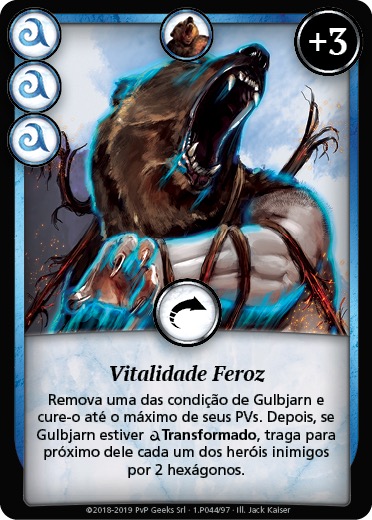 +3
Vitalidade Feroz
Remova uma das condição de Gulbjarn e
cure-o até o máximo de seus PVs. Depois, se
Gulbjarn estiver Transformado, traga para
próximo dele cada um dos heróis inimigos
por 2 hexágonos.
©2018-2019 PvP Geeks Srl · 1.P044/97 · Ill. Jack Kaiser